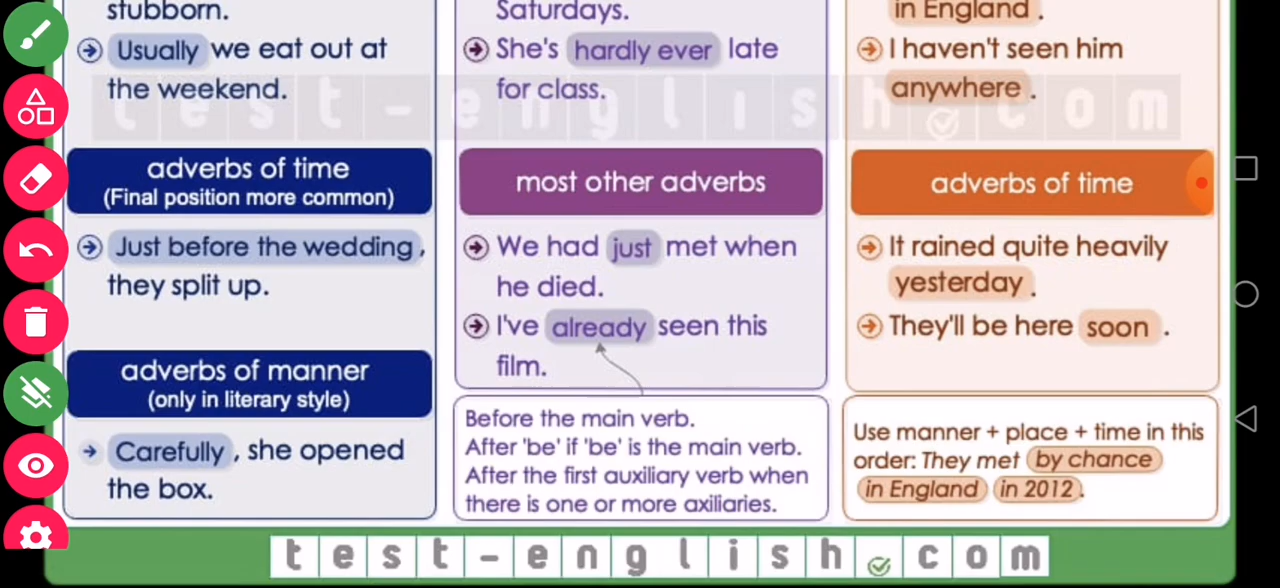 stubborn.
Usually we eat out at
the weekend.
adverbs of time
(Final position more common)
Just before the wedding,
they split up.
adverbs of manner
(only in literary style)
Carefully, she opened
the box.
Saturdays.
She's hardly ever late
for class.
most other adverbs
We had just met when
he died.
I've already seen this
film.
Before the main verb.
After 'be' if 'be' is the main verb.
After the first auxiliary verb when
there is one or more axiliaries.
in England.
I haven't seen him
anywhere.
adverbs of time
It rained quite heavily
yesterday.
They'll be here soon.
Use manner + place + time in this
order: They met by chance
in England in 2012.
test-english.com
test-english.com